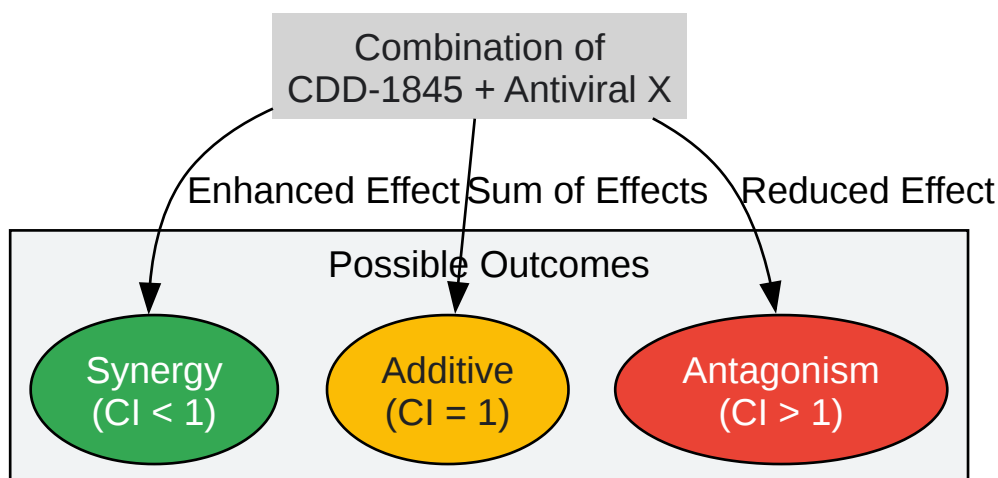 Combination of
CDD-1845 + Antiviral X
Enhanced Effect
Sum of Effects
Reduced Effect
Possible Outcomes
Synergy
(CI < 1)
Additive
(CI = 1)
Antagonism
(CI > 1)